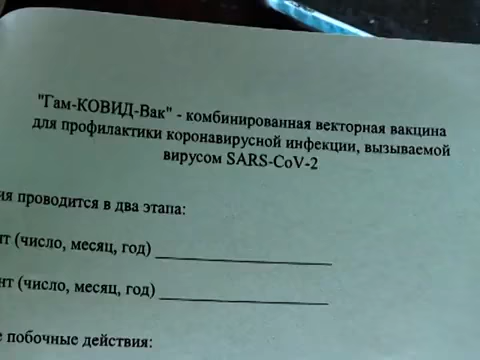 "Гам-КОВИД-Вак" - комбинированная векторная вакцина
для профилактики коронавирусной инфекции, вызываемой
вирусом SARS-CoV-2
проводится в два этапа:
(число, месяц, год)
(число, месяц, год)
побочные действия: